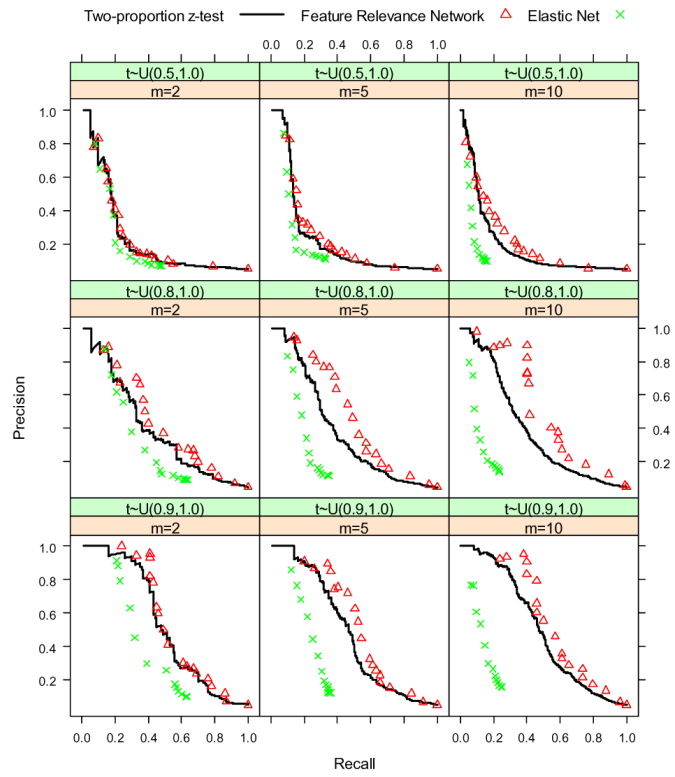 Two-proportion z-test Feature Relevance Network Elastic Net
0.0 0.2 0.4 0.6 0.8 1.0
t~U(0.5,1.0) t~U(0.5,1.0) t~U(0.5,1.0)
m=2 m=5 m=10
1.0
0.8
0.6
0.4
0.2
t~U(0.8,1.0) t~U(0.8,1.0) t~U(0.8,1.0)
m=2 m=5 m=10
1.0
0.8
0.6
0.4
0.2
Precision
t~U(0.9,1.0) t~U(0.9,1.0) t~U(0.9,1.0)
m=2 m=5 m=10
1.0
0.8
0.6
0.4
0.2
0.0 0.2 0.4 0.6 0.8 1.0 0.0 0.2 0.4 0.6 0.8 1.0
Recall